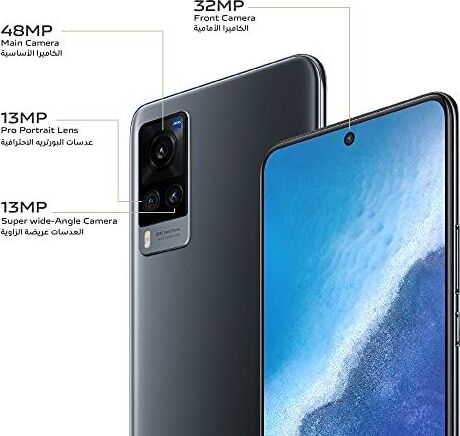 32MP
Front Camera
الكاميرا الأمامية
48MP
Main Camera
الكاميرا الأساسية
13MP
Pro Portrait Lens
عدسات البورتريه الاحترافية
13MP
Super wide-Angle Camera
العدسات عريضة الزاوية